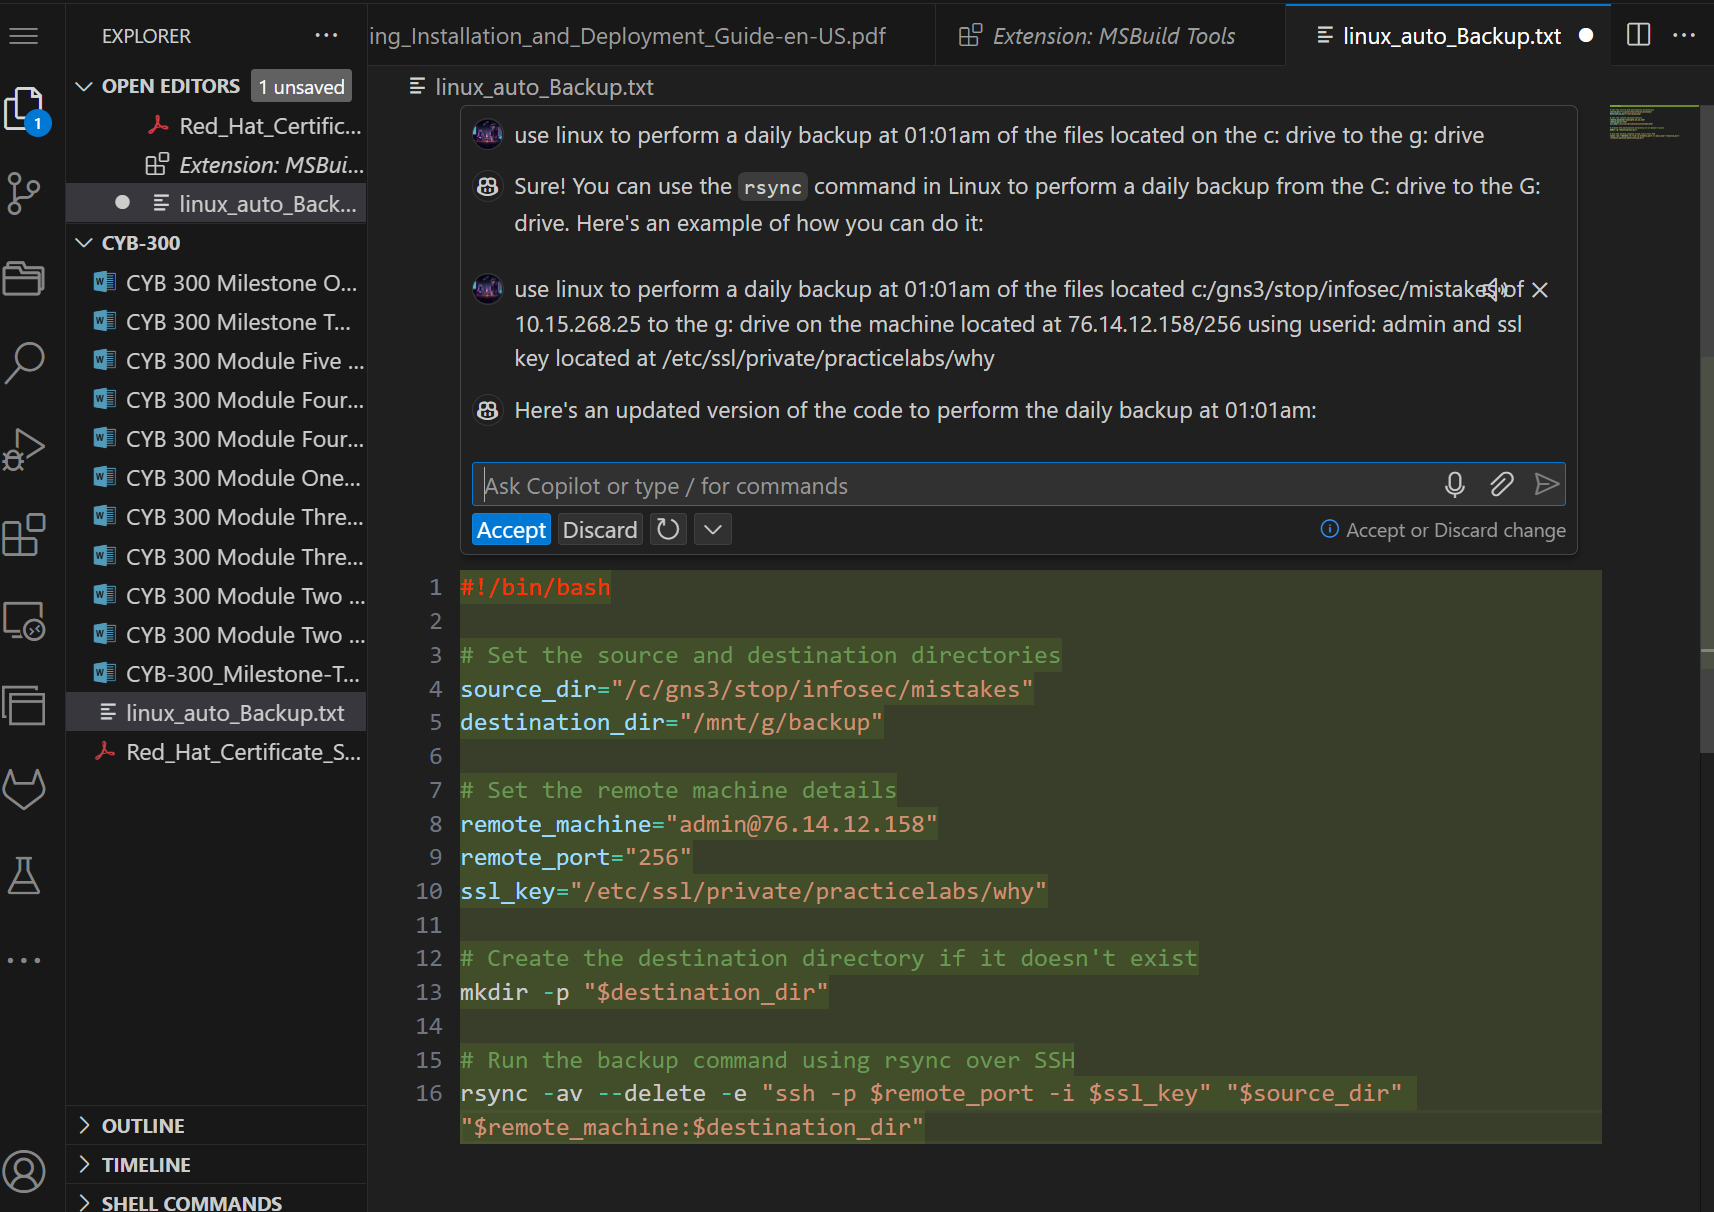 EXPLORER
OPEN EDITORS
1 unsaved
Red_Hat_Certific...
Extension: MSBui...
linux_auto_Back...
CYB-300
CYB 300 Milestone O...
CYB 300 Milestone T...
CYB 300 Module Five ...
CYB 300 Module Four...
CYB 300 Module Four...
CYB 300 Module One...
CYB 300 Module Thre...
CYB 300 Module Thre...
CYB 300 Module Two ...
CYB 300 Module Two ...
CYB-300_Milestone-T...
linux_auto_Backup.txt
Red_Hat_Certificate_S...
OUTLINE
TIMELINE
SHELL COMMANDS
1
ing_Installation_and_Deployment_Guide-en-US.pdf
Extension: MSBuild Tools
linux_auto_Backup.txt
linux_auto_Backup.txt
use linux to perform a daily backup at 01:01am of the files located on the c: drive to the g: drive
Sure! You can use the rsync command in Linux to perform a daily backup from the C: drive to the G:
drive. Here's an example of how you can do it:
use linux to perform a daily backup at 01:01am of the files located c:/gns3/stop/infosec/mistakes of
10.15.268.25 to the g: drive on the machine located at 76.14.12.158/256 using userid: admin and ssl
key located at /etc/ssl/private/practicelabs/why
Here's an updated version of the code to perform the daily backup at 01:01am:
Ask Copilot or type / for commands
Accept
Discard
Accept or Discard change
1 #!/bin/bash
2
3 # Set the source and destination directories
4 source_dir="/c/gns3/stop/infosec/mistakes"
5 destination_dir="/mnt/g/backup"
6
7 # Set the remote machine details
8 remote_machine="admin@76.14.12.158"
9 remote_port="256"
10 ssl_key="/etc/ssl/private/practicelabs/why"
11
12 # Create the destination directory if it doesn't exist
13 mkdir -p "$destination_dir"
14
15 # Run the backup command using rsync over SSH
16 rsync -av --delete -e "ssh -p $remote_port -i $ssl_key" "$source_dir"
"$remote_machine:$destination_dir"